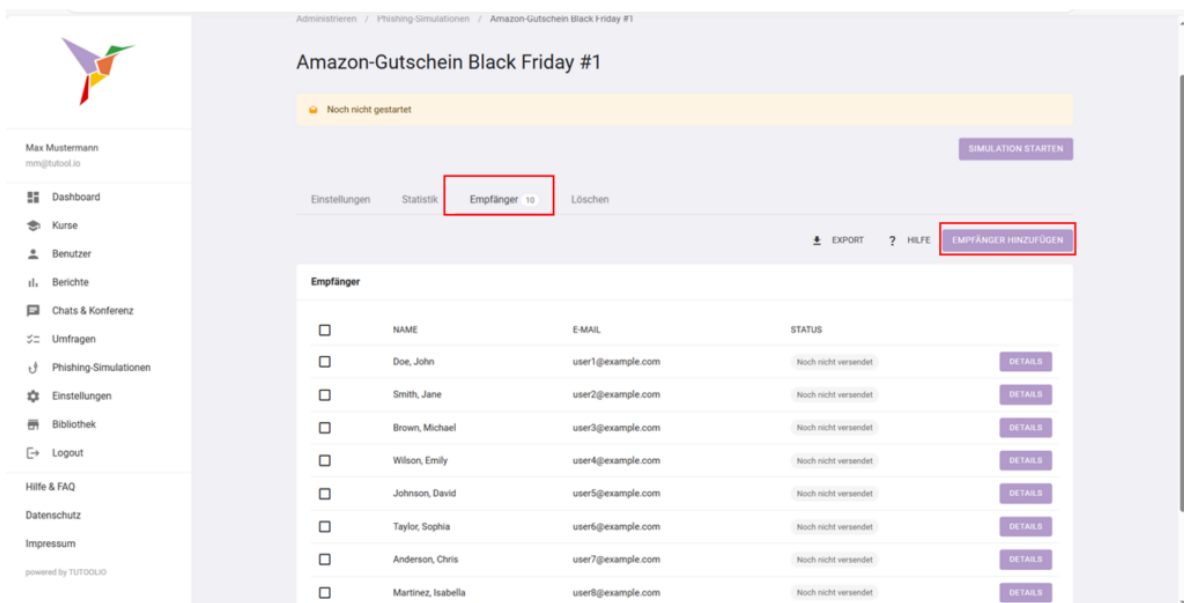 Administrieren / Phishing-Simulationen / Amazon-Gutschein Black Friday #1
Amazon-Gutschein Black Friday #1
Noch nicht gestartet
SIMULATION STARTEN
Max Mustermann
mm@tutool.io
Dashboard
Kurse
Benutzer
Berichte
Chats & Konferenz
Umfragen
Phishing-Simulationen
Einstellungen
Bibliothek
Logout
Hilfe & FAQ
Datenschutz
Impressum
powered by TUTOOLIO
Einstellungen Statistik Empfänger 10 Löschen
EXPORT ? HILFE EMPFÄNGER HINZUFÜGEN
Empfänger
NAME E-MAIL STATUS
Doe, John user1@example.com Noch nicht versendet DETAILS
Smith, Jane user2@example.com Noch nicht versendet DETAILS
Brown, Michael user3@example.com Noch nicht versendet DETAILS
Wilson, Emily user4@example.com Noch nicht versendet DETAILS
Johnson, David user5@example.com Noch nicht versendet DETAILS
Taylor, Sophia user6@example.com Noch nicht versendet DETAILS
Anderson, Chris user7@example.com Noch nicht versendet DETAILS
Martinez, Isabella user8@example.com Noch nicht versendet DETAILS